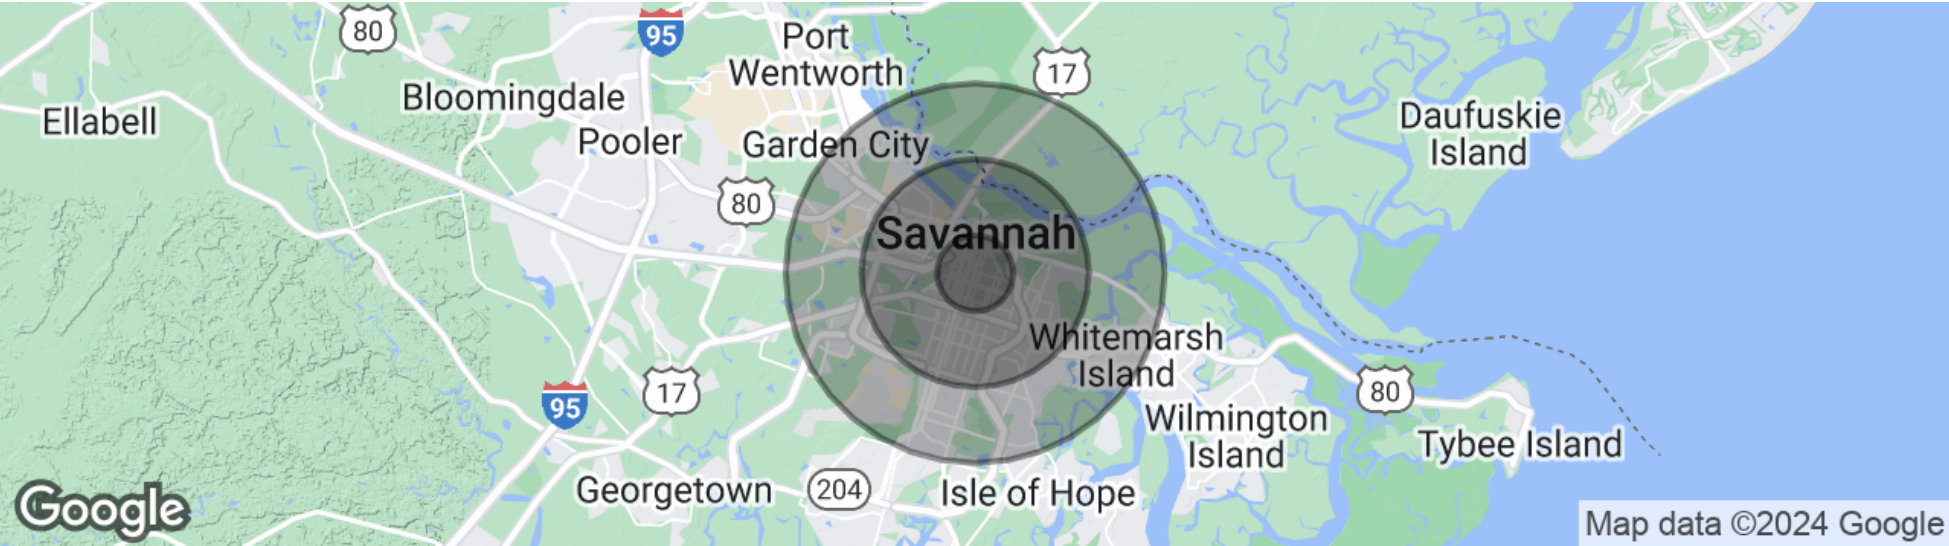 80
95
Port
Wentworth
17
Bloomingdale
Ellabell
Daufuskie
Island
Pooler
Garden City
80
Savannah
Whitemarsh
Island
17
95
80
Wilmington
Island
Tybee Island
Georgetown
204
Isle of Hope
Google
Map data ©2024 Google